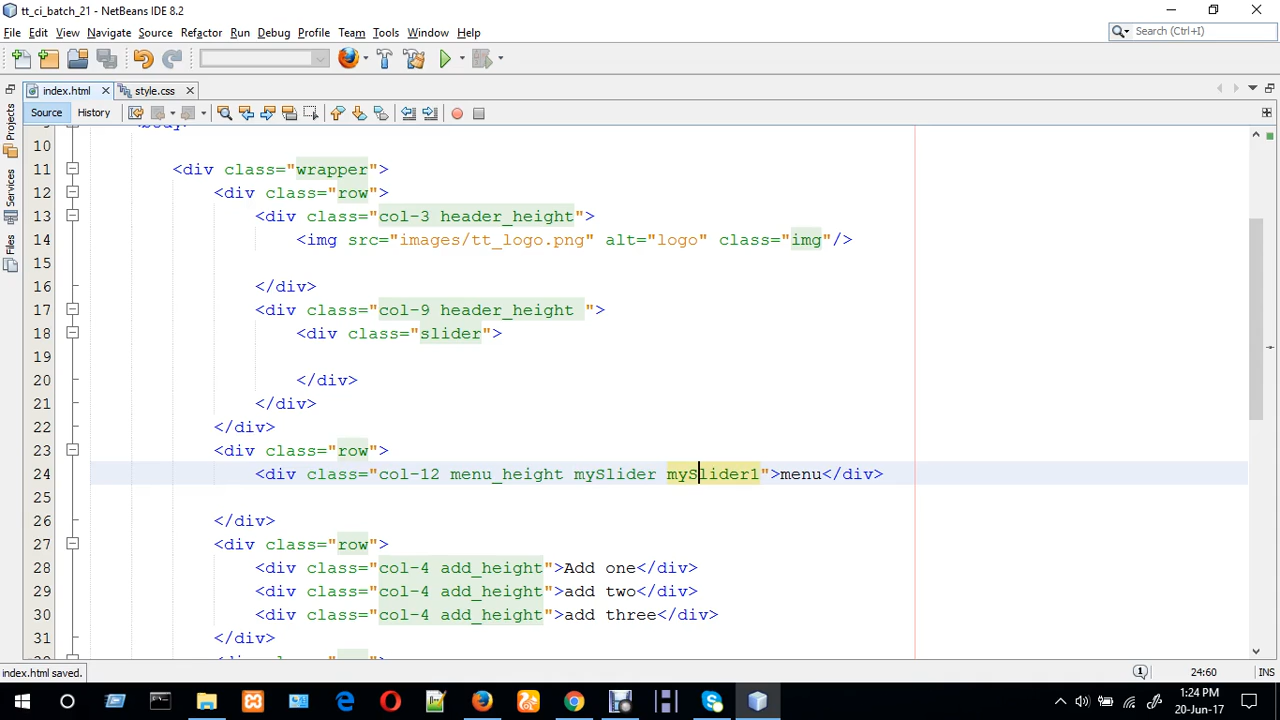 tt_ci_batch_21 - NetBeans IDE 8.2
File Edit View Navigate Source Refactor Run Debug Profile Team Tools Window Help
Search (Ctrl+I)
index.html style.css
Source History
Projects
Services
Files
9 <body>
10
11 <div class="wrapper">
12 <div class="row">
13 <div class="col-3 header_height">
14 <img src="images/tt_logo.png" alt="logo" class="img"/>
15
16 </div>
17 <div class="col-9 header_height ">
18 <div class="slider">
19
20 </div>
21 </div>
22 </div>
23 <div class="row">
24 <div class="col-12 menu_height mySlider mySlider1">menu</div>
25
26 </div>
27 <div class="row">
28 <div class="col-4 add_height">Add one</div>
29 <div class="col-4 add_height">add two</div>
30 <div class="col-4 add_height">add three</div>
31 </div>
index.html saved.
1
24:60 INS
1:24 PM
20-Jun-17